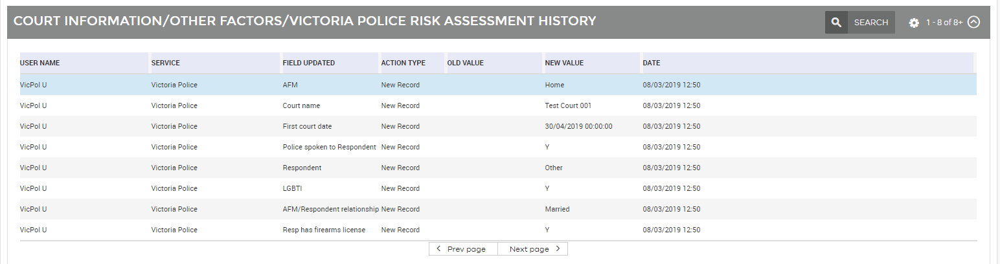 COURT INFORMATION/OTHER FACTORS/VICTORIA POLICE RISK ASSESSMENT HISTORY SEARCH 1 - 8 of 8+
USER NAME SERVICE FIELD UPDATED ACTION TYPE OLD VALUE NEW VALUE DATE
VicPol U Victoria Police AFM New Record Home 08/03/2019 12:50
VicPol U Victoria Police Court name New Record Test Court 001 08/03/2019 12:50
VicPol U Victoria Police First court date New Record 30/04/2019 00:00:00 08/03/2019 12:50
VicPol U Victoria Police Police spoken to Respondent New Record Y 08/03/2019 12:50
VicPol U Victoria Police Respondent New Record Other 08/03/2019 12:50
VicPol U Victoria Police LGBTI New Record Y 08/03/2019 12:50
VicPol U Victoria Police AFM/Respondent relationship New Record Married 08/03/2019 12:50
VicPol U Victoria Police Resp has firearms license New Record Y 08/03/2019 12:50
Prev page Next page